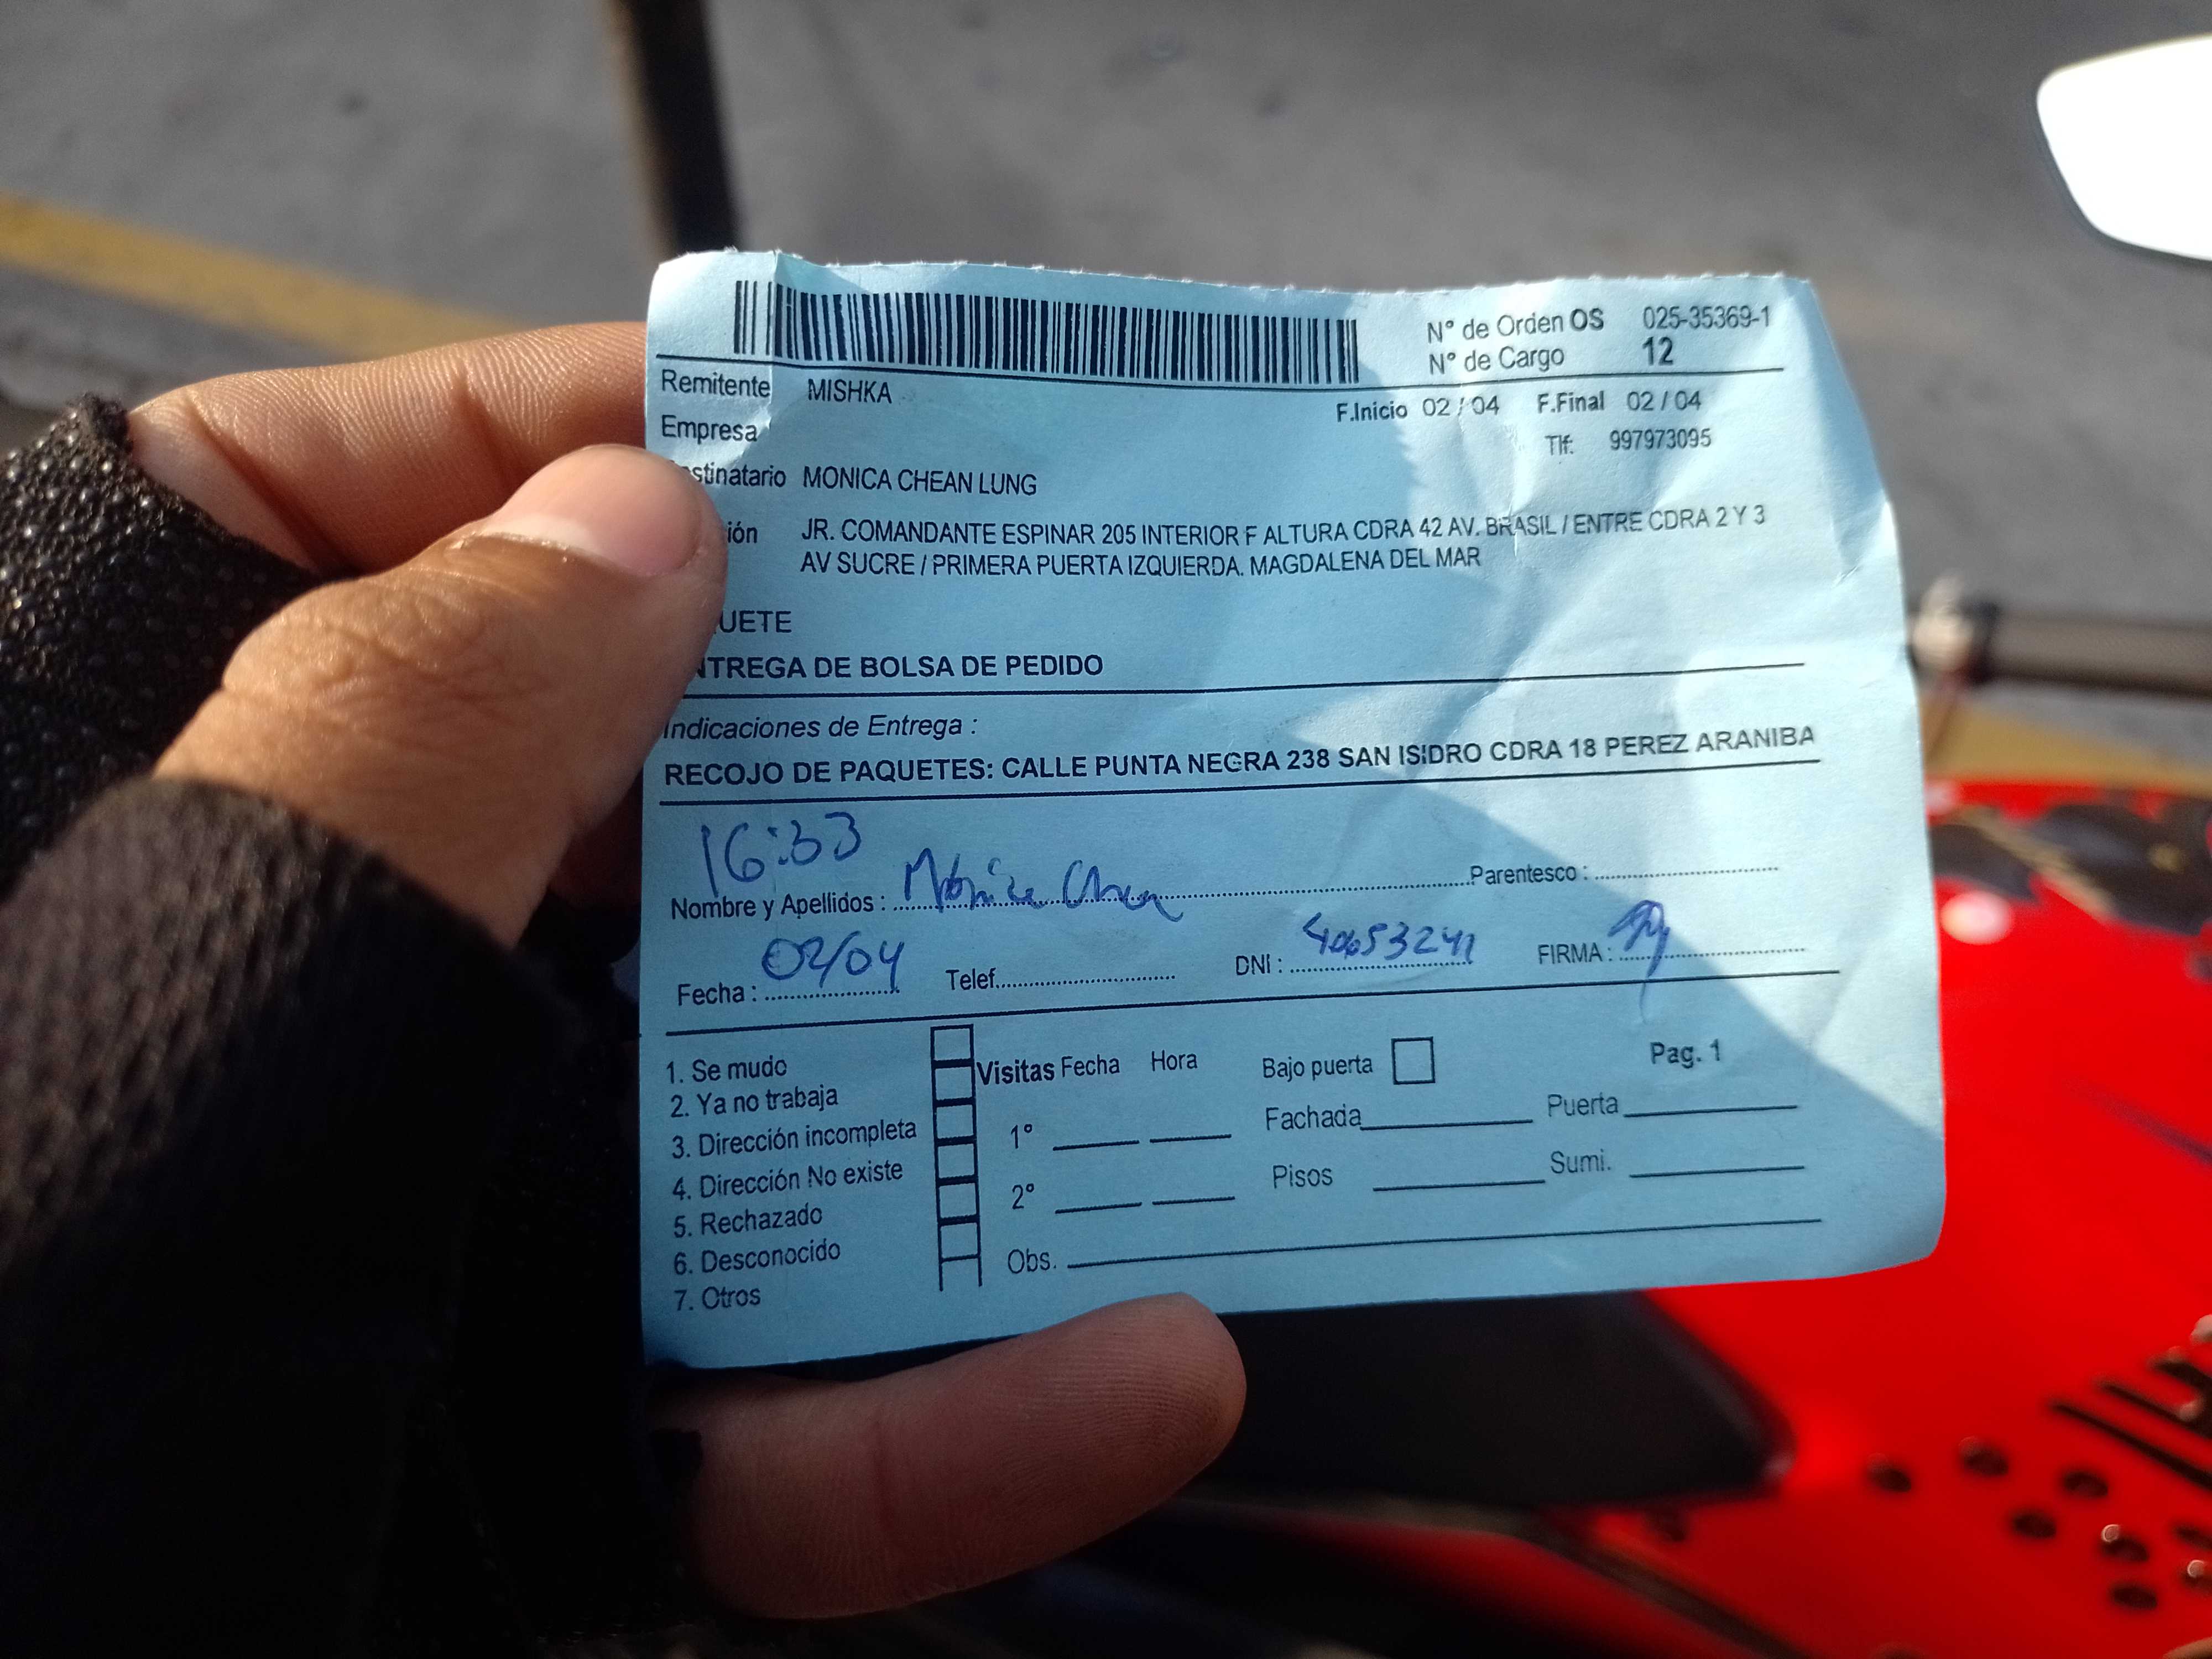 N° de Orden OS 025-35369-1
N° de Cargo 12
Remitente MISHKA
F.Inicio 02 / 04 F.Final 02 / 04
Empresa
Tlf: 997973095
stinatario MONICA CHEAN LUNG
ión JR. COMANDANTE ESPINAR 205 INTERIOR F ALTURA CDRA 42 AV. BRASIL / ENTRE CDRA 2 Y 3
AV SUCRE / PRIMERA PUERTA IZQUIERDA. MAGDALENA DEL MAR
UETE
NTREGA DE BOLSA DE PEDIDO
Indicaciones de Entrega :
RECOJO DE PAQUETES: CALLE PUNTA NEGRA 238 SAN ISIDRO CDRA 18 PEREZ ARANIBA
16:33
Nombre y Apellidos : Mónica Chean Parentesco :
Fecha : 02/04 Telef. DNI : FIRMA :
1. Se mudo
2. Ya no trabaja
3. Dirección incompleta
4. Dirección No existe
5. Rechazado
6. Desconocido
7. Otros
Visitas Fecha Hora
1°
2°
Obs.
Bajo puerta Pag. 1
Fachada Puerta
Pisos Sumi.